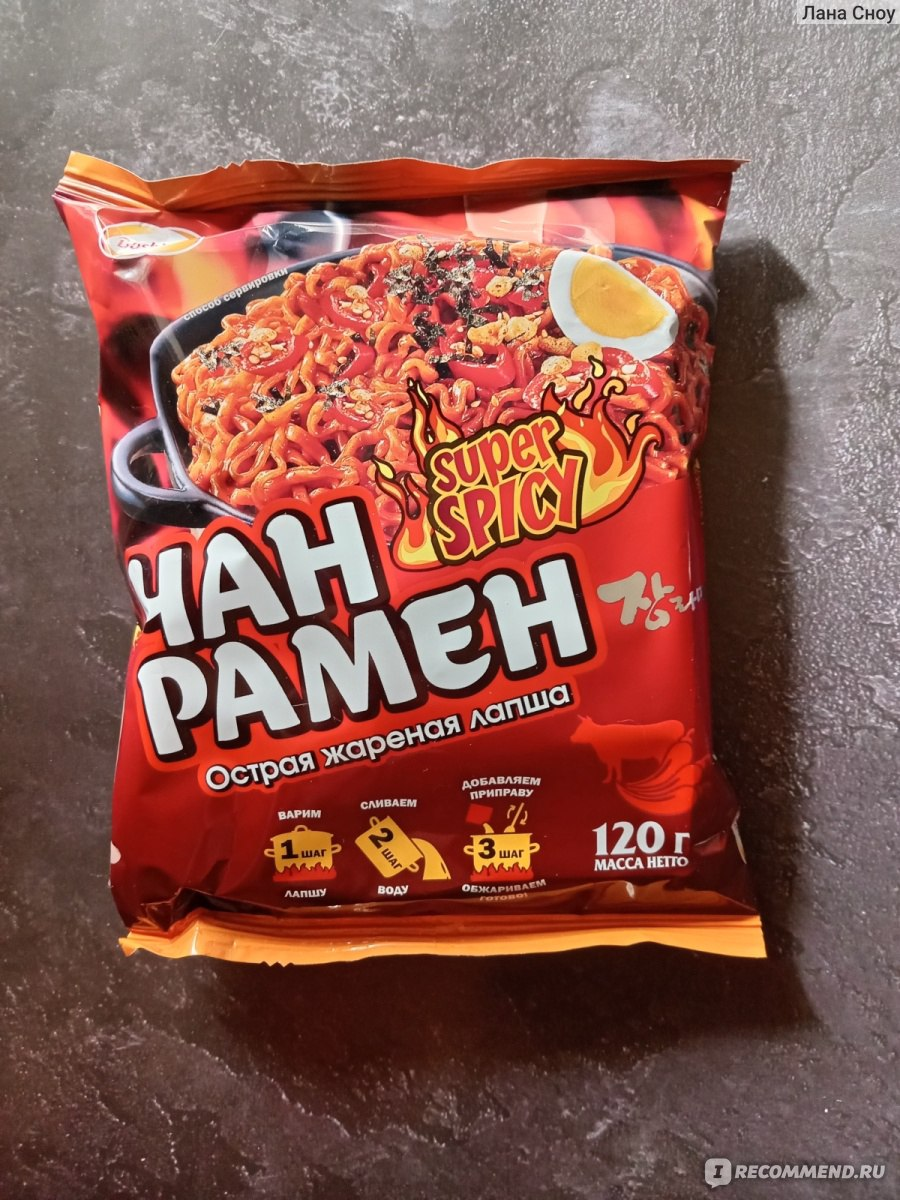 Лана Сноу
способ сервировки
super
SPICY
ЧАН
РАМЕН
Острая жареная лапша
ВАРИМ
1 ШАГ
ЛАПШУ
СЛИВАЕМ
2 ШАГ
ВОДУ
ДОБАВЛЯЕМ
ПРИПРАВУ
3 ШАГ
ОБЖАРИВАЕМ
ГОТОВО!
120 г
МАССА НЕТТО
IRECOMMEND.RU